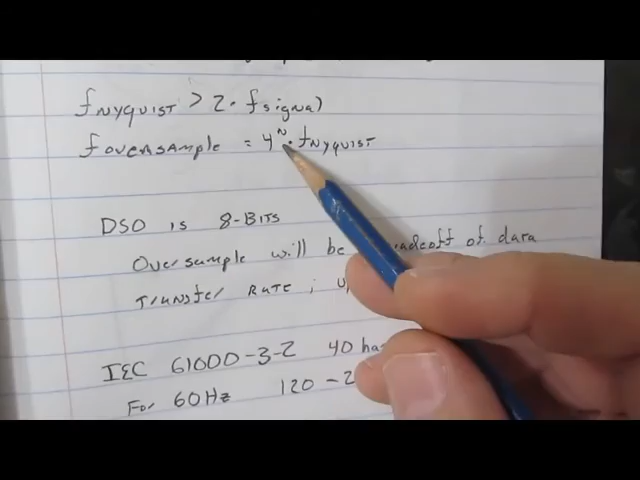 fNYQUIST > 2 · fsignal
foversample = 4^N · fNYQUIST
DSO is 8-BITS
Oversample will be tradeoff of data
Transfer RATE ;
IEC 61000-3-2 40
For 60Hz 120 - 2